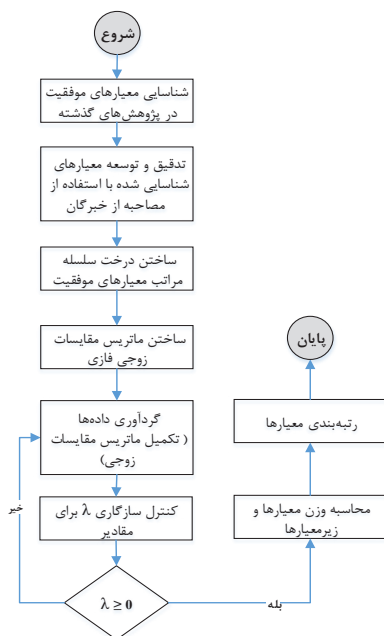 شروع
شناسایی معیارهای موفقیت
در پژوهش‌های گذشته
تدقیق و توسعه معیارهای
شناسایی شده با استفاده از
مصاحبه از خبرگان
ساختن درخت سلسله
مراتب معیارهای موفقیت
ساختن ماتریس مقایسات
زوجی فازی
گردآوری داده‌ها
( تکمیل ماتریس مقایسات
زوجی)
کنترل سازگاری λ برای
مقادیر
λ ≥ 0
خیر
بله
محاسبه وزن معیارها و
زیرمعیارها
رتبه‌بندی معیارها
پایان